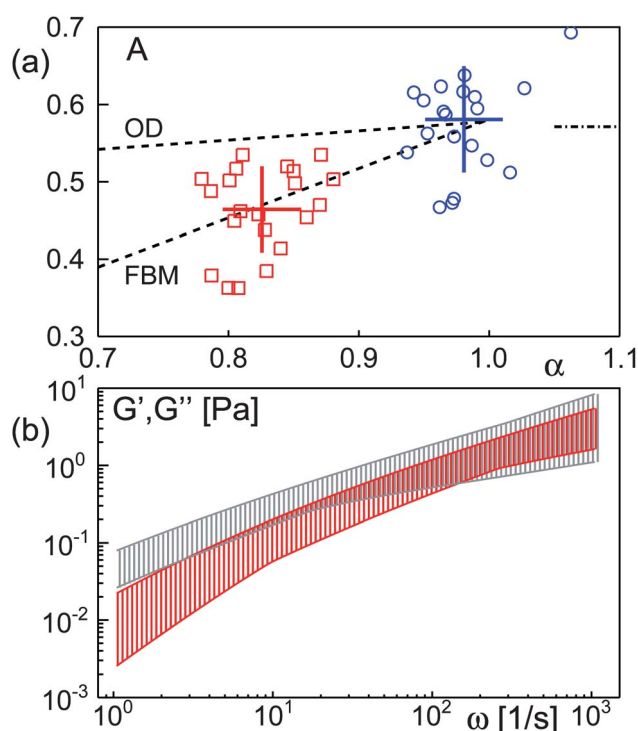 (a)
A
0.7
0.6
OD
0.5
0.4
FBM
0.3
0.7 0.8 0.9 1.0 α 1.1
(b)
G',G'' [Pa]
10¹
10⁰
10⁻¹
10⁻²
10⁻³
10⁰ 10¹ 10² ω [1/s] 10³